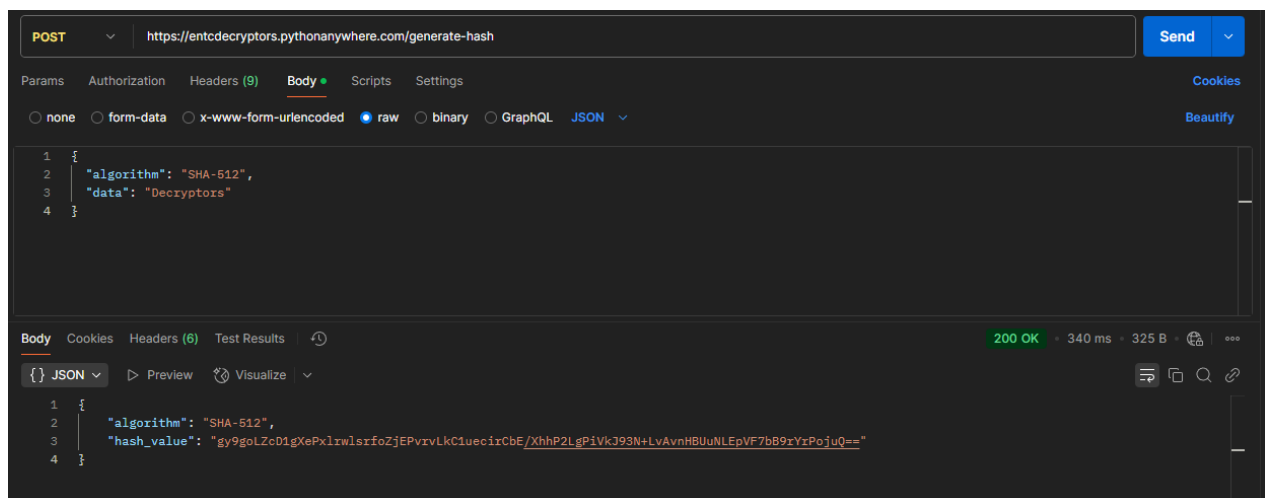 POST https://entcdecryptors.pythonanywhere.com/generate-hash Send
Params Authorization Headers (9) Body Scripts Settings Cookies
none form-data x-www-form-urlencoded raw binary GraphQL JSON Beautify
1 {
2 "algorithm": "SHA-512",
3 "data": "Decryptors"
4 }
Body Cookies Headers (6) Test Results 200 OK 340 ms 325 B
{} JSON Preview Visualize
1 {
2 "algorithm": "SHA-512",
3 "hash_value": "gy9goLZcD1gXePxlrwlsrfoZjEPvrvLkC1uecirCbE/XhhP2LgPiVkJ93N+LvAvnHBUuNLEpVF7bB9rYrPojuQ=="
4 }